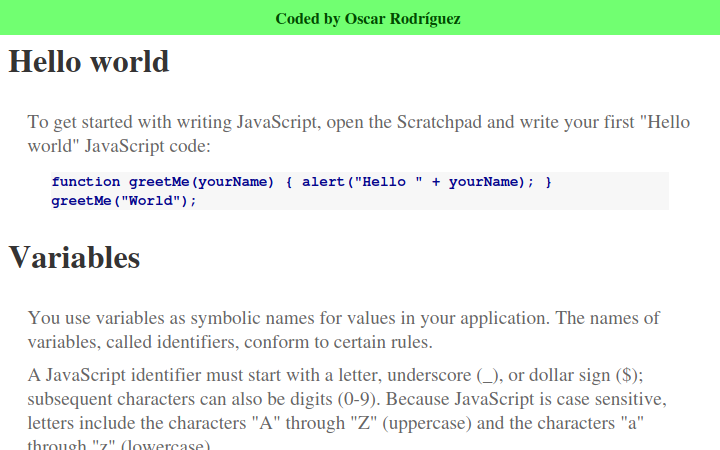 Coded by Oscar Rodríguez
Hello world
To get started with writing JavaScript, open the Scratchpad and write your first "Hello
world" JavaScript code:
function greetMe(yourName) { alert("Hello " + yourName); }
greetMe("World");
Variables
You use variables as symbolic names for values in your application. The names of
variables, called identifiers, conform to certain rules.
A JavaScript identifier must start with a letter, underscore (_), or dollar sign ($);
subsequent characters can also be digits (0-9). Because JavaScript is case sensitive,
letters include the characters "A" through "Z" (uppercase) and the characters "a"
through "z" (lowercase)